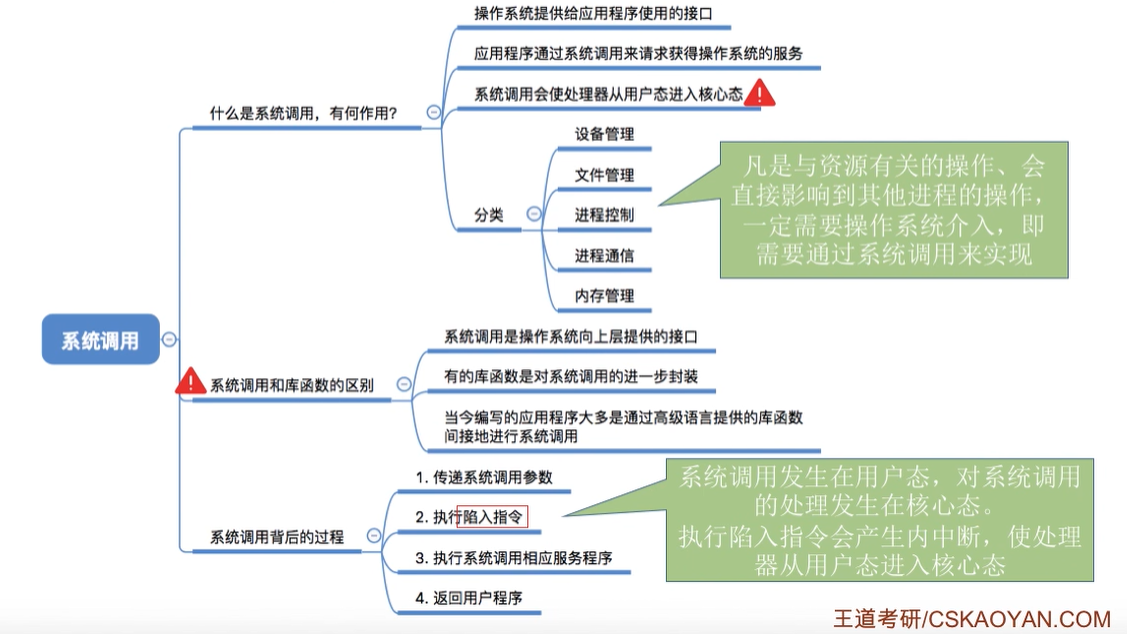 操作系统提供给应用程序使用的接口
应用程序通过系统调用来请求获得操作系统的服务
系统调用会使处理器从用户态进入核心态
什么是系统调用，有何作用？
设备管理
文件管理
分类
进程控制
进程通信
内存管理
凡是与资源有关的操作、会
直接影响到其他进程的操作，
一定需要操作系统介入，即
需要通过系统调用来实现
系统调用
系统调用是操作系统向上层提供的接口
系统调用和库函数的区别
有的库函数是对系统调用的进一步封装
当今编写的应用程序大多是通过高级语言提供的库函数
间接地进行系统调用
1. 传递系统调用参数
2. 执行陷入指令
系统调用背后的过程
3. 执行系统调用相应服务程序
4. 返回用户程序
系统调用发生在用户态，对系统调用
的处理发生在核心态。
执行陷入指令会产生内中断，使处理
器从用户态进入核心态
王道考研/CSKAOYAN.COM